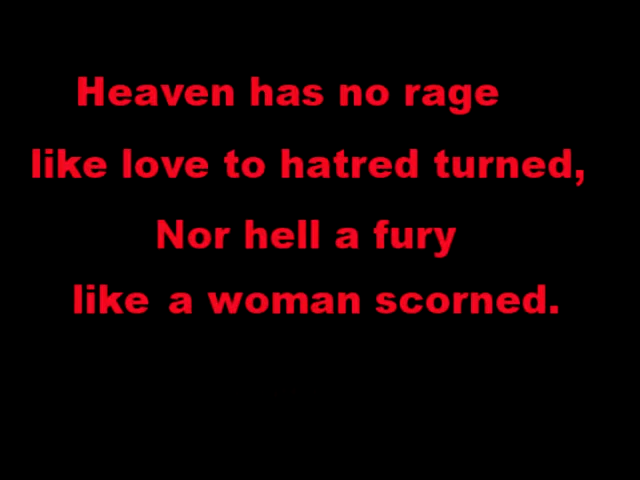 Heaven has no rage
like love to hatred turned,
Nor hell a fury
like a woman scorned.